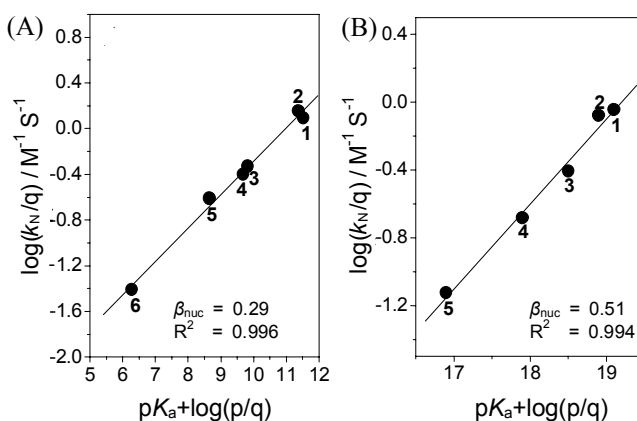 (A)
log(kN/q) / M⁻¹ S⁻¹
0.8
0.4
0.0
-0.4
-0.8
-1.2
-1.6
-2.0
2
1
3
4
5
6
βnuc = 0.29
R² = 0.996
5 6 7 8 9 10 11 12
pKa+log(p/q)
(B)
log(kN/q) / M⁻¹ S⁻¹
0.4
0.0
-0.4
-0.8
-1.2
2
1
3
4
5
βnuc = 0.51
R² = 0.994
17 18 19
pKa+log(p/q)